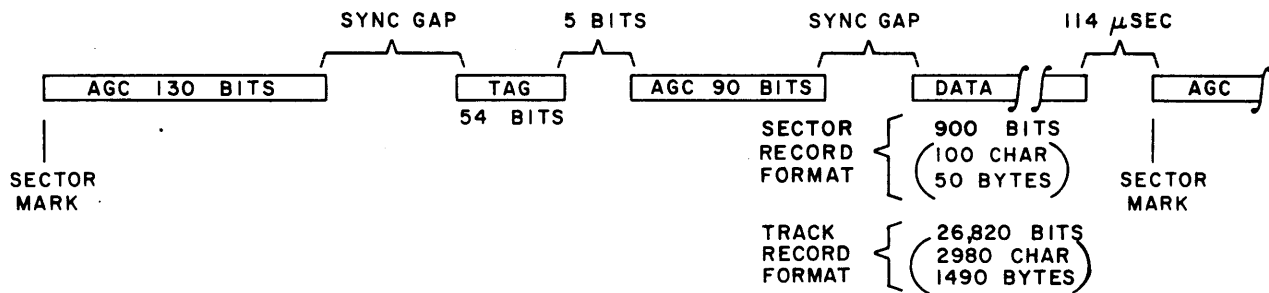 SYNC GAP 5 BITS SYNC GAP 114 μSEC
AGC 130 BITS TAG AGC 90 BITS DATA AGC
54 BITS
SECTOR MARK
SECTOR RECORD FORMAT
900 BITS
(100 CHAR
50 BYTES)
SECTOR MARK
TRACK RECORD FORMAT
26,820 BITS
(2980 CHAR
1490 BYTES)